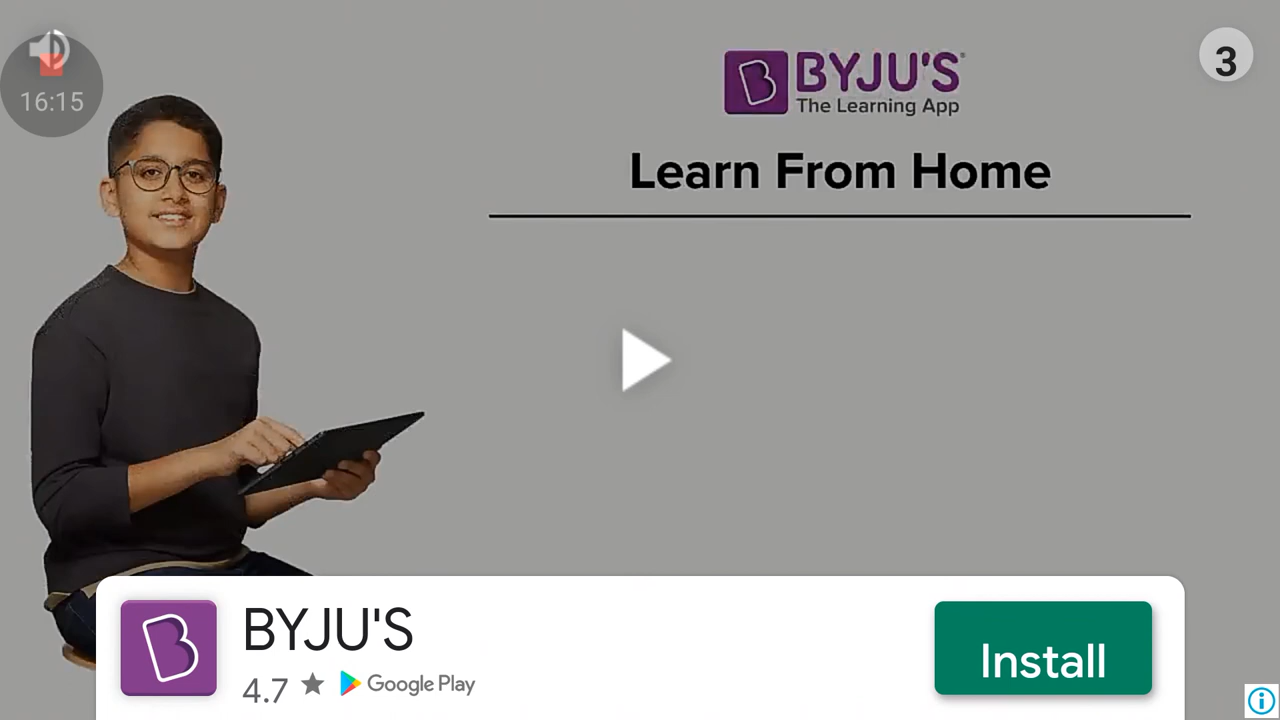 16:15
3
BYJU'S
The Learning App
Learn From Home
BYJU'S
4.7 ★ Google Play
Install